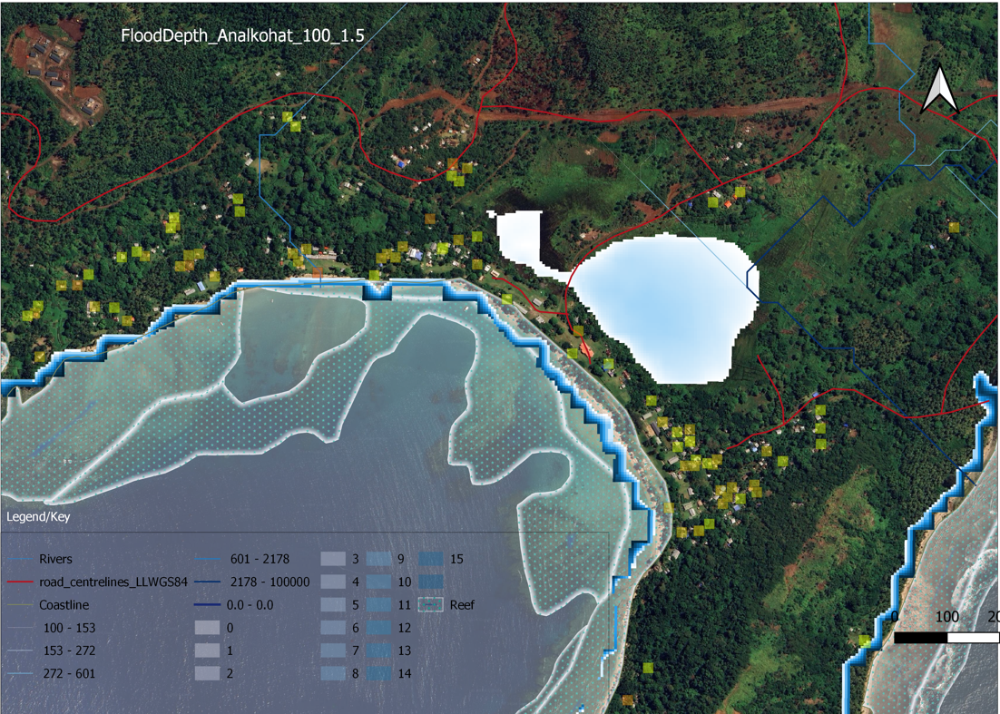 FloodDepth_Analkohat_100_1.5
Legend/Key
Rivers
road_centrelines_LLWGS84
Coastline
100 - 153
153 - 272
272 - 601
601 - 2178
2178 - 100000
0.0 - 0.0
0
1
2
3
4
5
6
7
8
9
10
11
12
13
14
15
Reef
0 100 20